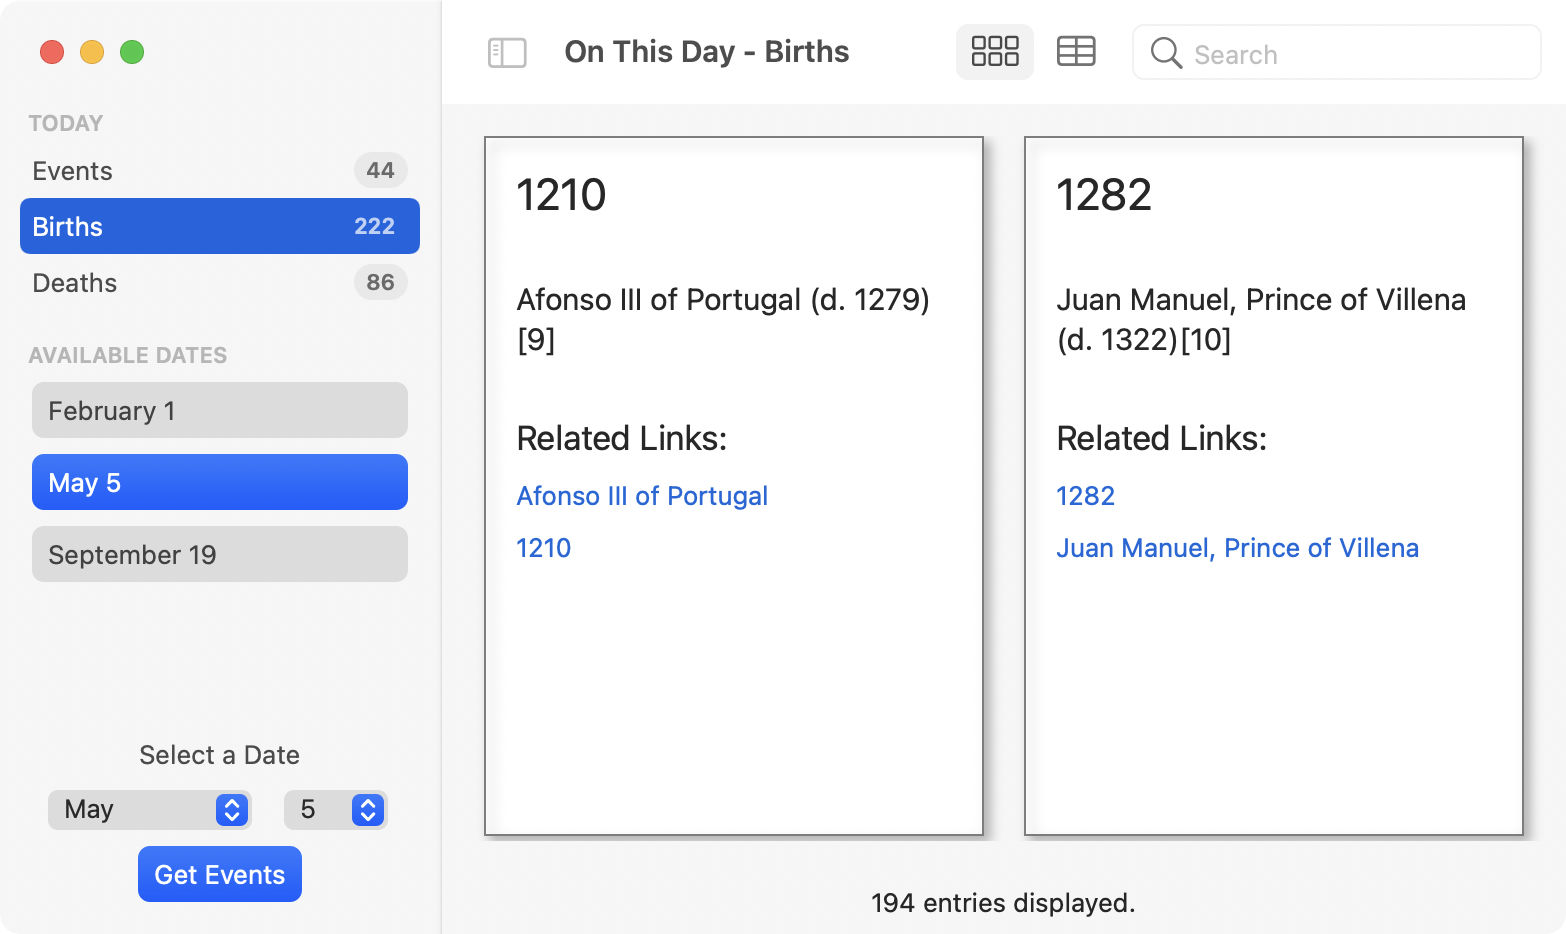 TODAY
Events 44
Births 222
Deaths 86
AVAILABLE DATES
February 1
May 5
September 19
Select a Date
May 5
Get Events
On This Day - Births
Search
1210
Afonso III of Portugal (d. 1279)
[9]
Related Links:
Afonso III of Portugal
1210
1282
Juan Manuel, Prince of Villena
(d. 1322)[10]
Related Links:
1282
Juan Manuel, Prince of Villena
194 entries displayed.